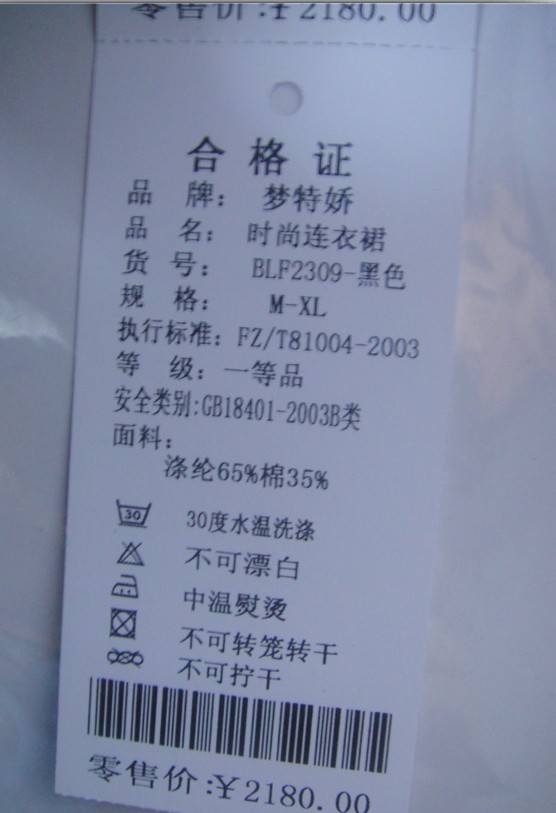 零售价:¥2180.00
合格证
品 牌: 梦特娇
品 名: 时尚连衣裙
货 号: BLF2309-黑色
规 格: M-XL
执行标准: FZ/T81004-2003
等 级: 一等品
安全类别:GB18401-2003B类
面料:
涤纶65%棉35%
30 30度水温洗涤
不可漂白
中温熨烫
不可转笼转干
不可拧干
零售价:¥2180.00